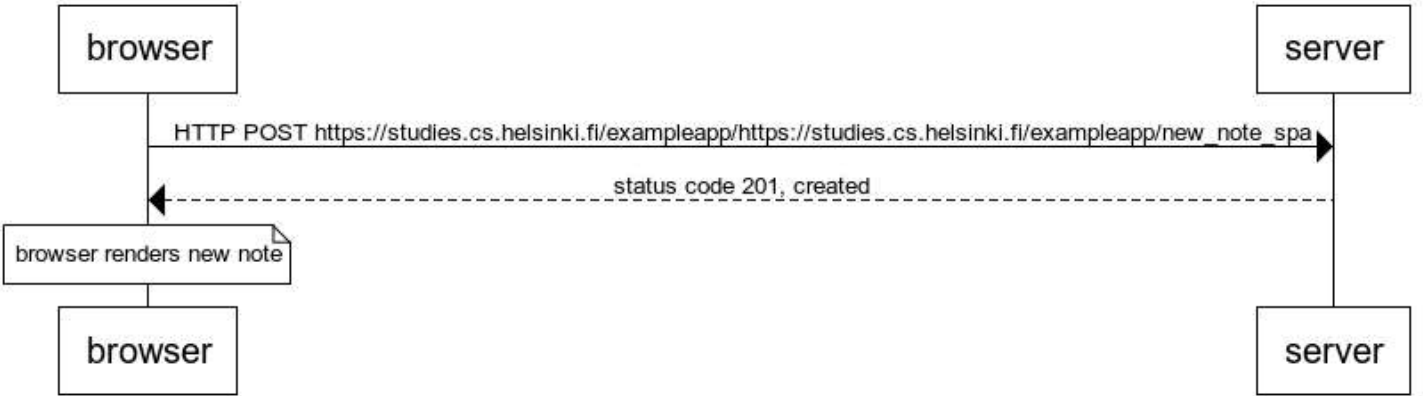 browser
server
HTTP POST https://studies.cs.helsinki.fi/exampleapp/https://studies.cs.helsinki.fi/exampleapp/new_note_spa
status code 201, created
browser renders new note
browser
server